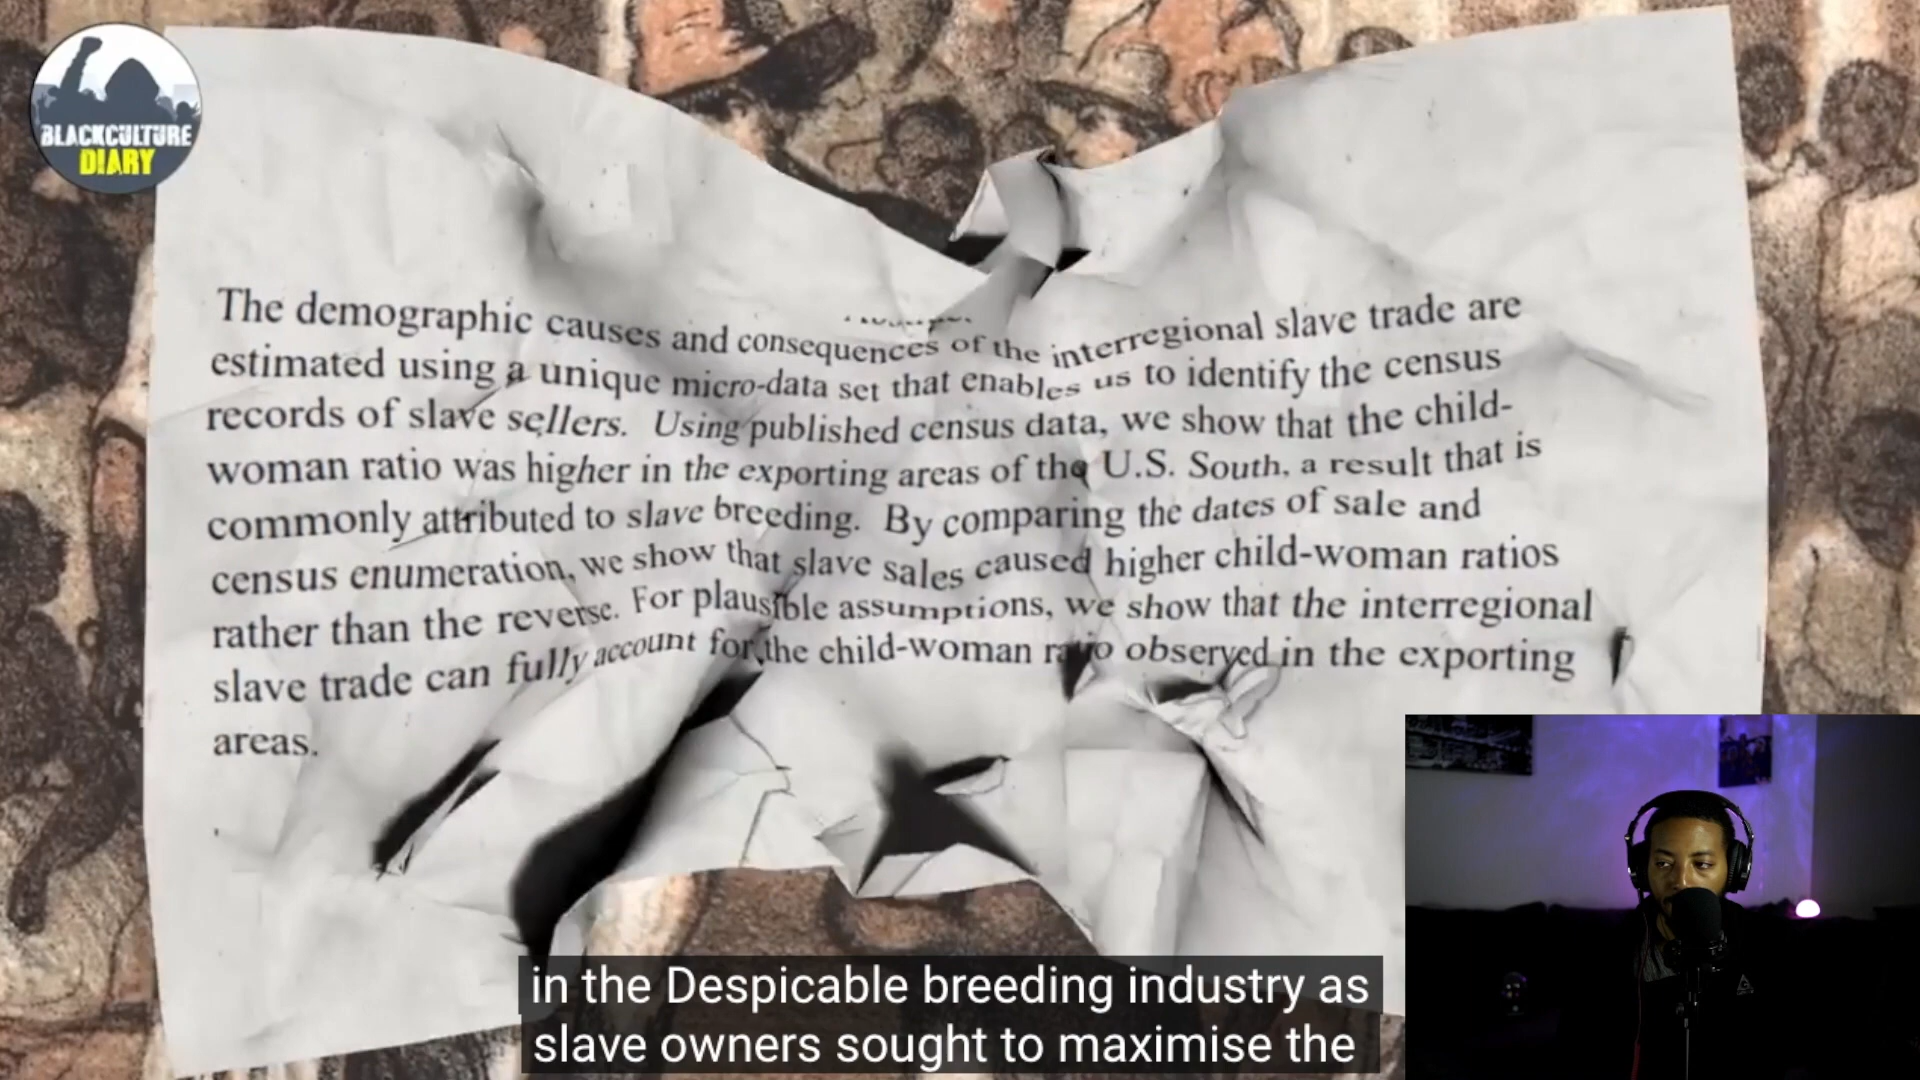 BLACKCULTURE
DIARY
The demographic causes and consequences of the interregional slave trade are
estimated using a unique micro-data set that enables us to identify the census
records of slave sellers. Using published census data, we show that the child-
woman ratio was higher in the exporting areas of the U.S. South, a result that is
commonly attributed to slave breeding. By comparing the dates of sale and
census enumeration, we show that slave sales caused higher child-woman ratios
rather than the reverse. For plausible assumptions, we show that the interregional
slave trade can fully account for the child-woman ratio observed in the exporting
areas.
in the Despicable breeding industry as
slave owners sought to maximise the